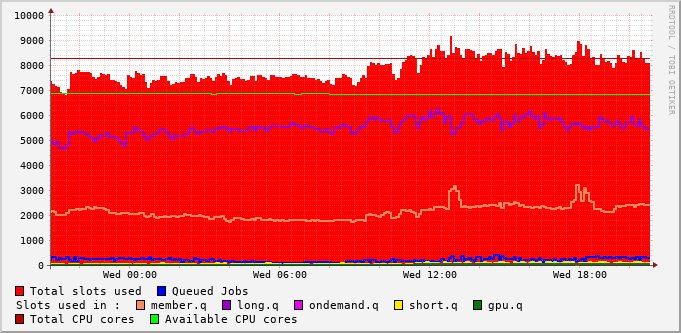 10000
9000
8000
7000
6000
5000
4000
3000
2000
1000
0
Wed 00:00 Wed 06:00 Wed 12:00 Wed 18:00
RRDTOOL / TOBI OETIKER
Total slots used Queued Jobs
Slots used in : member.q long.q ondemand.q short.q gpu.q
Total CPU cores Available CPU cores